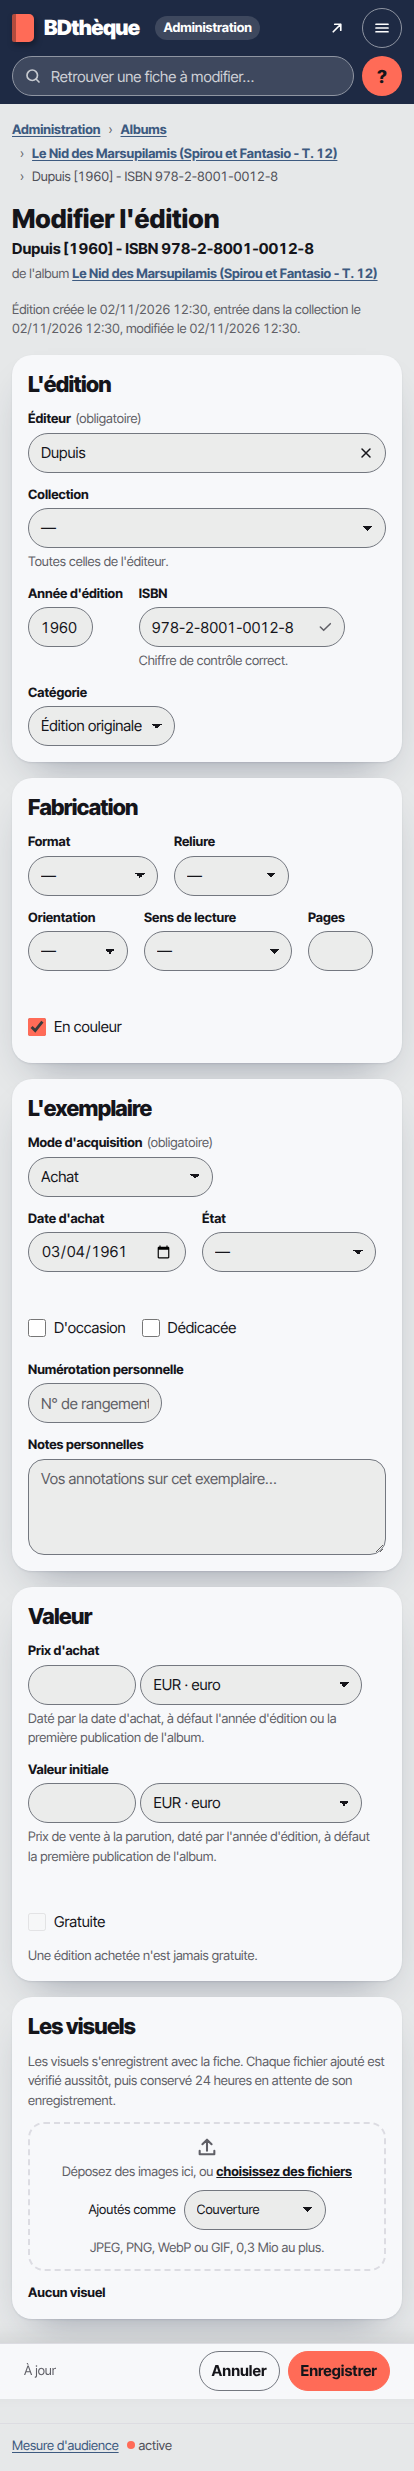 BDthèque Administration
Retrouver une fiche à modifier…
?
Administration › Albums
› Le Nid des Marsupilamis (Spirou et Fantasio - T. 12)
› Dupuis [1960] - ISBN 978-2-8001-0012-8
Modifier l'édition
Dupuis [1960] - ISBN 978-2-8001-0012-8
de l'album Le Nid des Marsupilamis (Spirou et Fantasio - T. 12)
Édition créée le 02/11/2026 12:30, entrée dans la collection le
02/11/2026 12:30, modifiée le 02/11/2026 12:30.
L'édition
Éditeur (obligatoire)
Dupuis
Collection
—
Toutes celles de l'éditeur.
Année d'édition ISBN
1960 978-2-8001-0012-8
Chiffre de contrôle correct.
Catégorie
Édition originale
Fabrication
Format Reliure
— —
Orientation Sens de lecture Pages
— —
En couleur
L'exemplaire
Mode d'acquisition (obligatoire)
Achat
Date d'achat État
03/04/1961 —
D'occasion Dédicacée
Numérotation personnelle
N° de rangement
Notes personnelles
Vos annotations sur cet exemplaire…
Valeur
Prix d'achat
EUR · euro
Daté par la date d'achat, à défaut l'année d'édition ou la
première publication de l'album.
Valeur initiale
EUR · euro
Prix de vente à la parution, daté par l'année d'édition, à défaut
la première publication de l'album.
Gratuite
Une édition achetée n'est jamais gratuite.
Les visuels
Les visuels s'enregistrent avec la fiche. Chaque fichier ajouté est
vérifié aussitôt, puis conservé 24 heures en attente de son
enregistrement.
Déposez des images ici, ou choisissez des fichiers
Ajoutés comme Couverture
JPEG, PNG, WebP ou GIF, 0,3 Mio au plus.
Aucun visuel
À jour Annuler Enregistrer
Mesure d'audience active